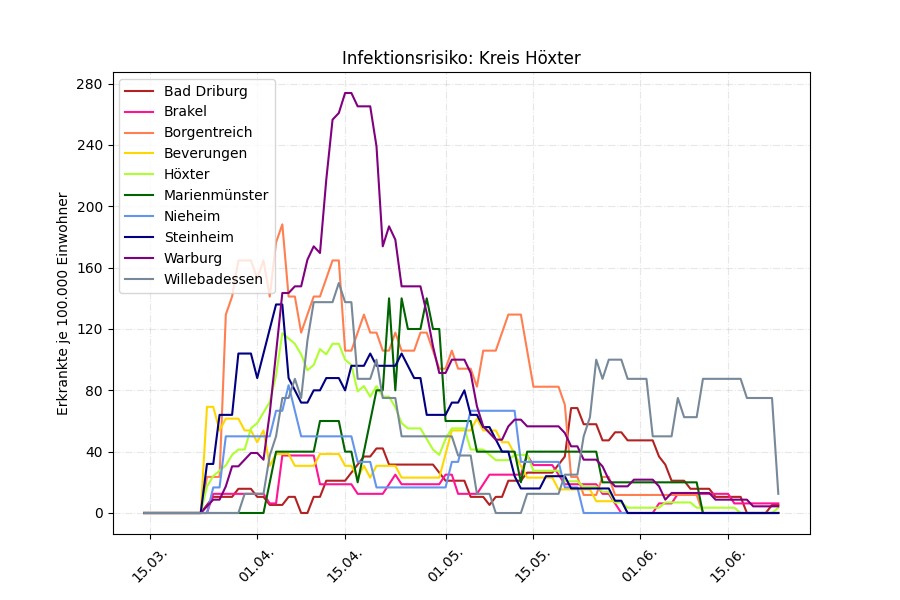 Infektionsrisiko: Kreis Höxter
Erkrankte je 100.000 Einwohner
280
240
200
160
120
80
40
0
Bad Driburg
Brakel
Borgentreich
Beverungen
Höxter
Marienmünster
Nieheim
Steinheim
Warburg
Willebadessen
15.03.
01.04.
15.04.
01.05.
15.05.
01.06.
15.06.